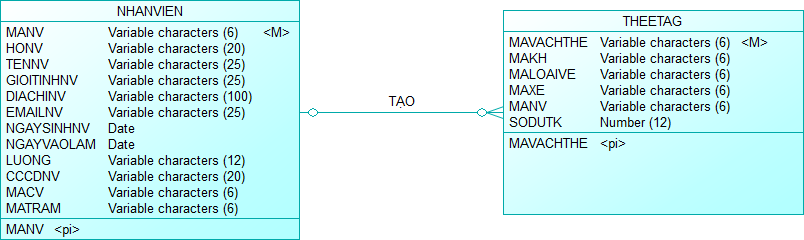 NHANVIEN
MANV Variable characters (6) <M>
HONV Variable characters (20)
TENNV Variable characters (25)
GIOITINHNV Variable characters (25)
DIACHINV Variable characters (100)
EMAILNV Variable characters (25)
NGAYSINHNV Date
NGAYVAOLAM Date
LUONG Variable characters (12)
CCCDNV Variable characters (20)
MACV Variable characters (6)
MATRAM Variable characters (6)
MANV <pi>
TẠO
THEETAG
MAVACHTHE Variable characters (6) <M>
MAKH Variable characters (6)
MALOAIVE Variable characters (6)
MAXE Variable characters (6)
MANV Variable characters (6)
SODUTK Number (12)
MAVACHTHE <pi>